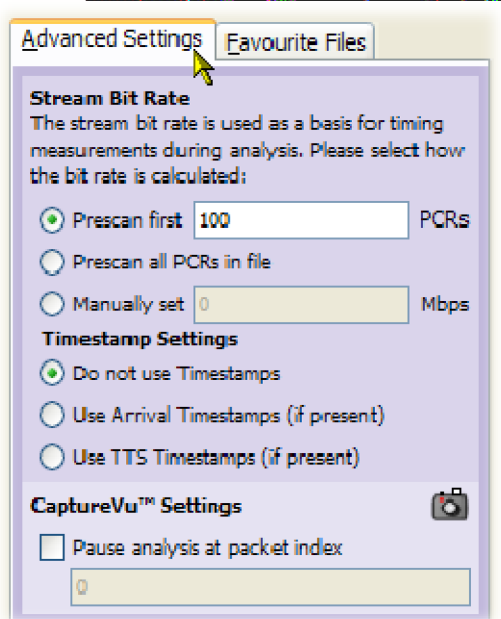 Advanced Settings Favourite Files
Stream Bit Rate
The stream bit rate is used as a basis for timing
measurements during analysis. Please select how
the bit rate is calculated:
Prescan first 100 PCRs
Prescan all PCRs in file
Manually set 0 Mbps
Timestamp Settings
Do not use Timestamps
Use Arrival Timestamps (if present)
Use TTS Timestamps (if present)
CaptureVu™ Settings
Pause analysis at packet index
0